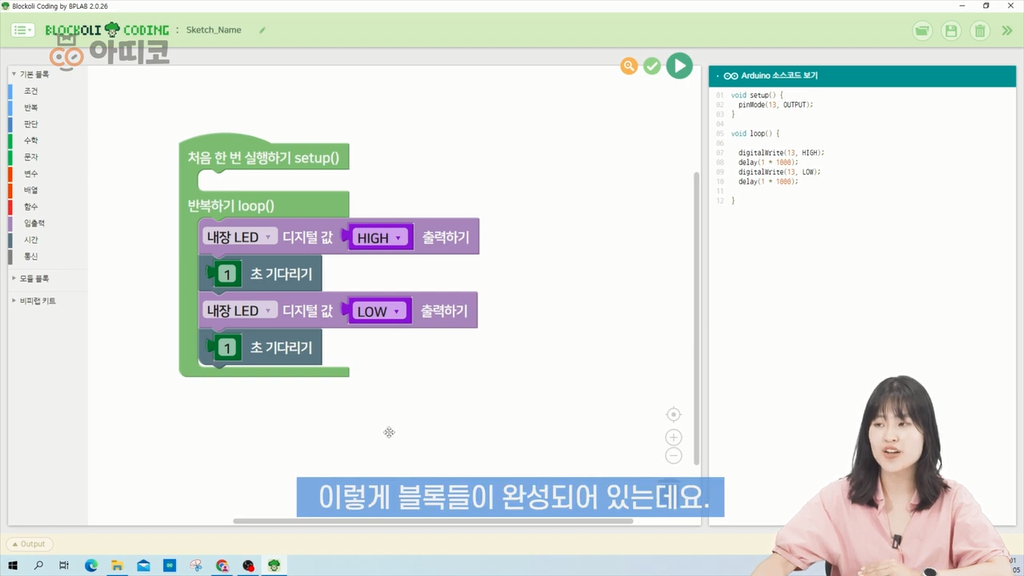 Blockoli Coding by BPLAB 2.0.26
BLOCKOLI CODING : Sketch_Name
아띠코
기본 블록
조건
반복
판단
수학
문자
변수
배열
함수
입출력
시간
통신
모듈 블록
비피랩 키트
처음 한 번 실행하기 setup()
반복하기 loop()
내장 LED 디지털 값 HIGH 출력하기
1 초 기다리기
내장 LED 디지털 값 LOW 출력하기
1 초 기다리기
Arduino 소스코드 보기
01 void setup() {
02 pinMode(13, OUTPUT);
03 }
04
05 void loop() {
06
07 digitalWrite(13, HIGH);
08 delay(1 * 1000);
09 digitalWrite(13, LOW);
10 delay(1 * 1000);
11
12 }
이렇게 블록들이 완성되어 있는데요.
Output